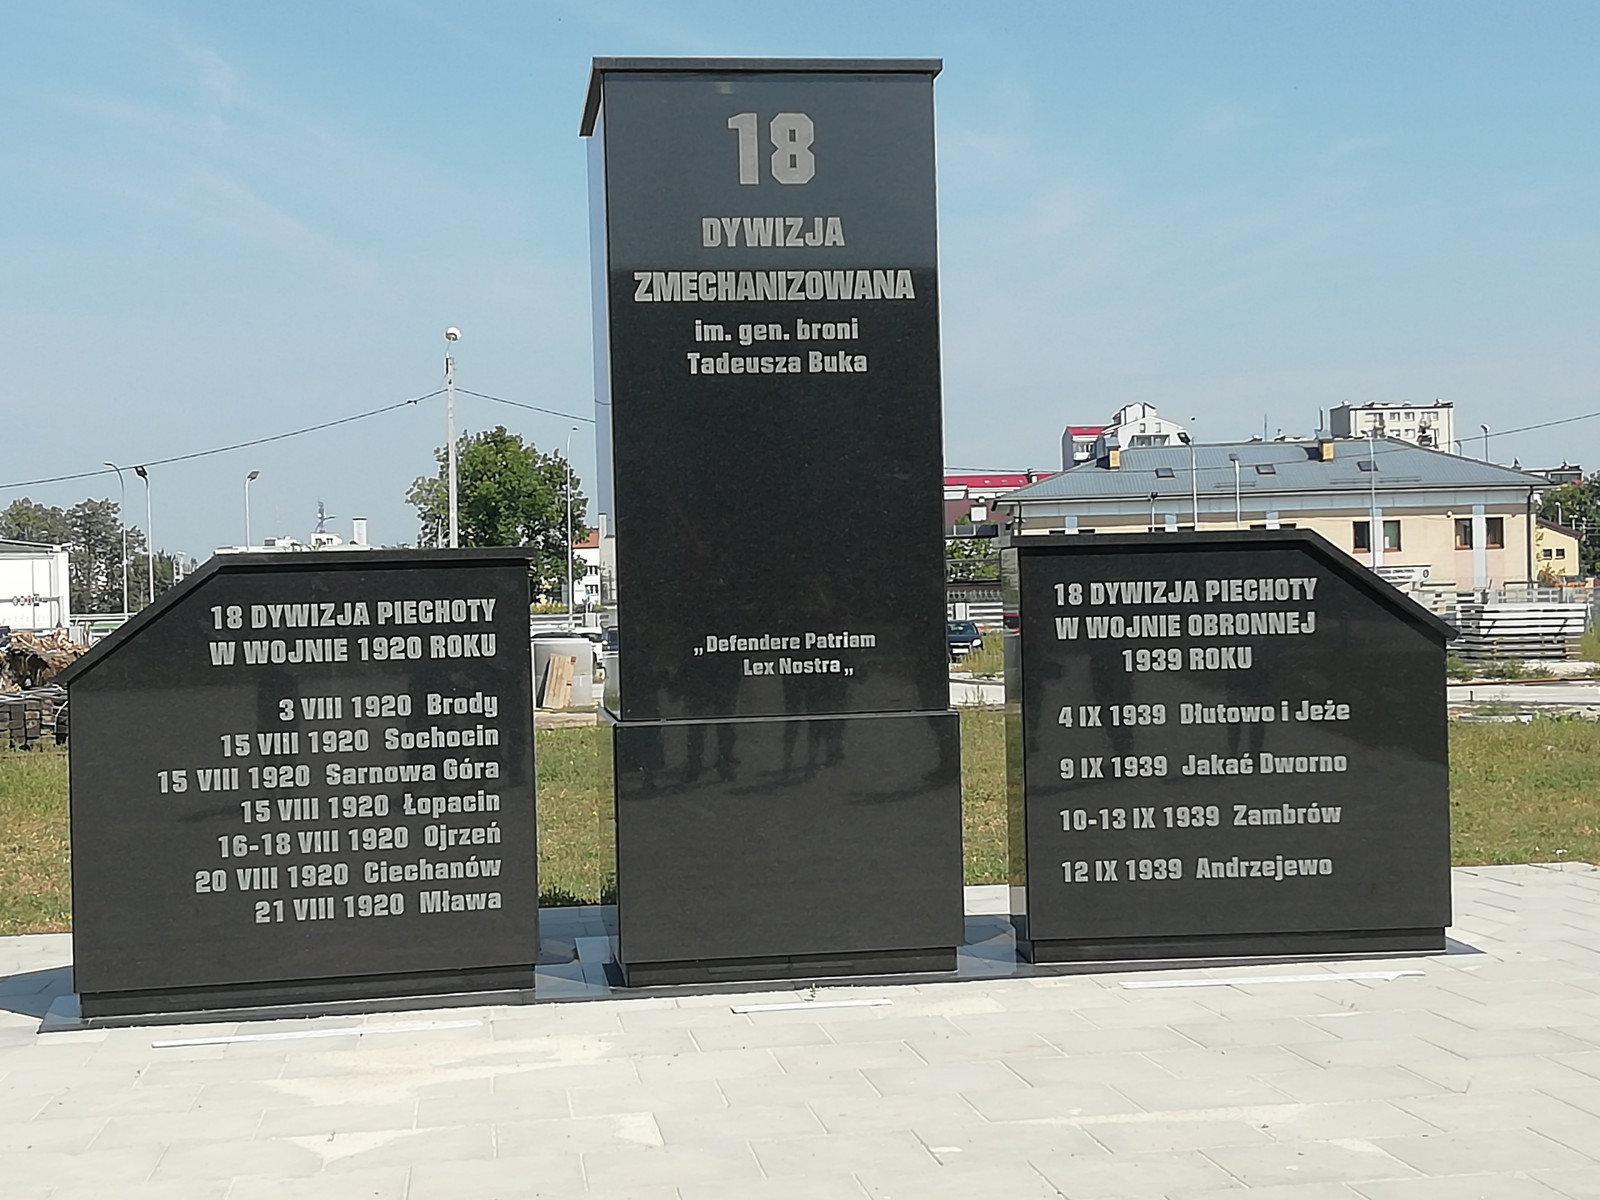 18
DYWIZJA
ZMECHANIZOWANA
im. gen. broni
Tadeusza Buka
„Defendere Patriam
Lex Nostra„
18 DYWIZJA PIECHOTY
W WOJNIE 1920 ROKU
3 VIII 1920 Brody
15 VIII 1920 Sochocin
15 VIII 1920 Sarnowa Góra
15 VIII 1920 Łopacin
16-18 VIII 1920 Ojrzeń
20 VIII 1920 Ciechanów
21 VIII 1920 Mława
18 DYWIZJA PIECHOTY
W WOJNIE OBRONNEJ
1939 ROKU
4 IX 1939 Dłutowo i Jeże
9 IX 1939 Jakać Dworno
10-13 IX 1939 Zambrów
12 IX 1939 Andrzejewo